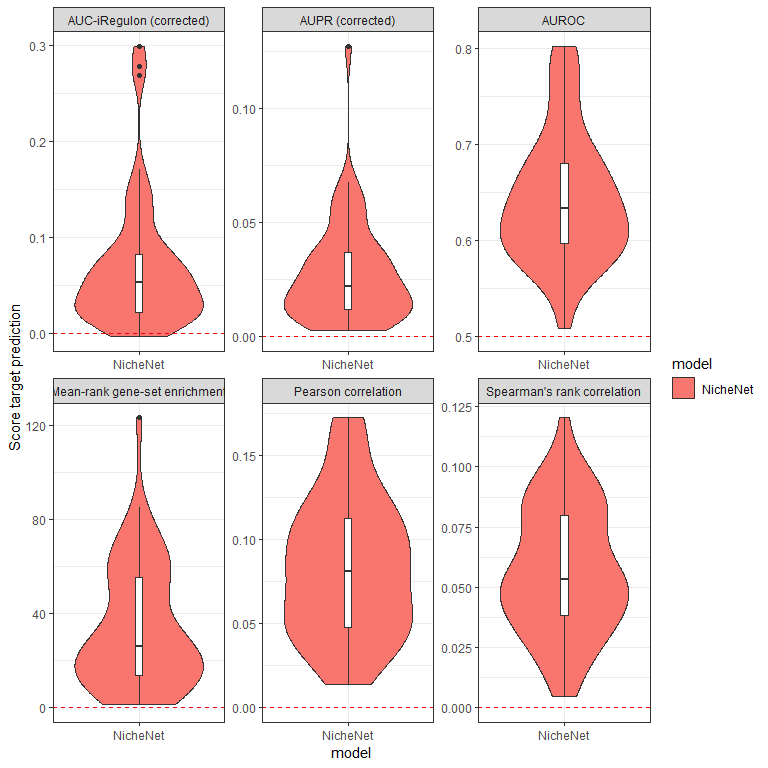 AUC-iRegulon (corrected)
AUPR (corrected)
AUROC
0.3
0.2
0.1
0.0
0.10
0.05
0.00
0.8
0.7
0.6
0.5
NicheNet
NicheNet
NicheNet
Score target prediction
Mean-rank gene-set enrichment
Pearson correlation
Spearman's rank correlation
120
80
40
0
0.15
0.10
0.05
0.00
0.125
0.100
0.075
0.050
0.025
0.000
NicheNet
NicheNet
NicheNet
model
model
NicheNet